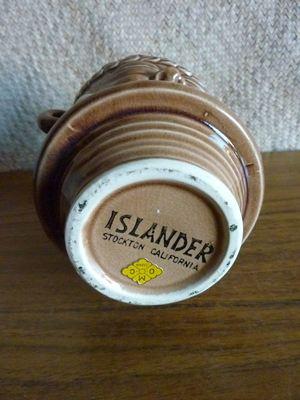 ISLANDER
STOCKTON CALIFORNIA
O M
C